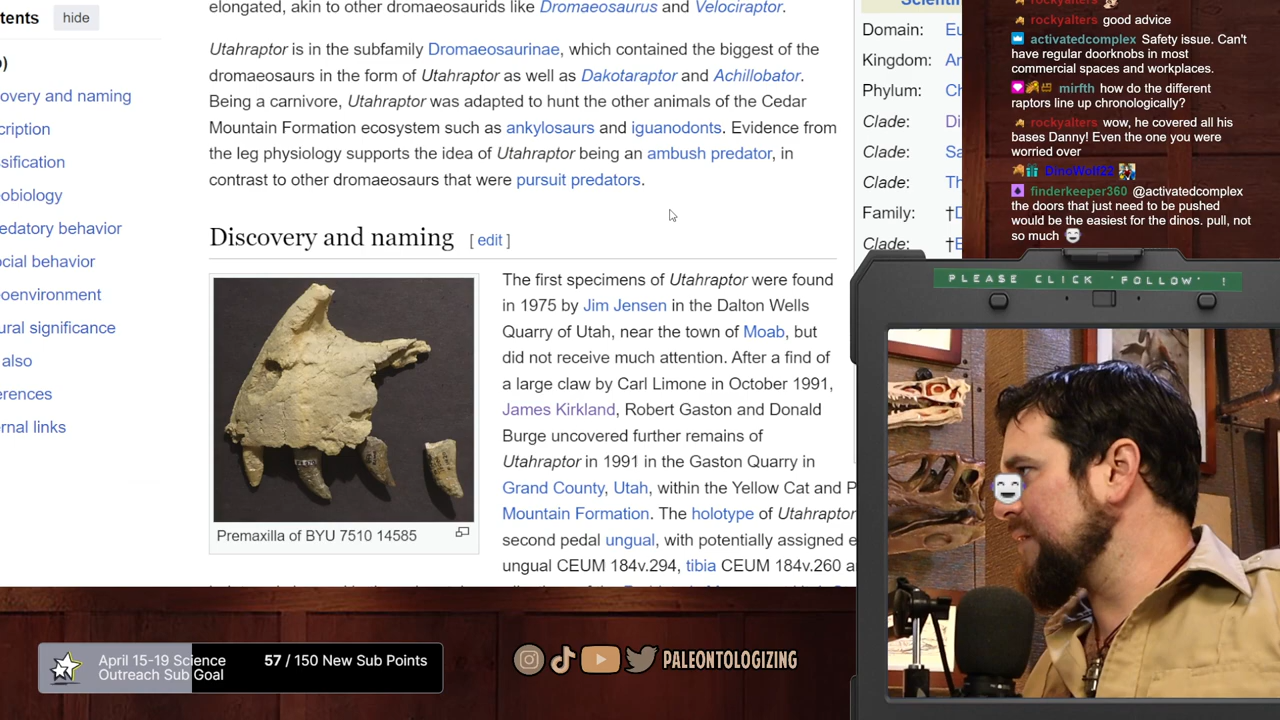 elongated, akin to other dromaeosaurids like Dromaeosaurus and Velociraptor.
Utahraptor is in the subfamily Dromaeosaurinae, which contained the biggest of the
dromaeosaurs in the form of Utahraptor as well as Dakotaraptor and Achillobator.
Being a carnivore, Utahraptor was adapted to hunt the other animals of the Cedar
Mountain Formation ecosystem such as ankylosaurs and iguanodonts. Evidence from
the leg physiology supports the idea of Utahraptor being an ambush predator, in
contrast to other dromaeosaurs that were pursuit predators.
Discovery and naming [ edit ]
The first specimens of Utahraptor were found
in 1975 by Jim Jensen in the Dalton Wells
Quarry of Utah, near the town of Moab, but
did not receive much attention. After a find of
a large claw by Carl Limone in October 1991,
James Kirkland, Robert Gaston and Donald
Burge uncovered further remains of
Utahraptor in 1991 in the Gaston Quarry in
Grand County, Utah, within the Yellow Cat and P
Mountain Formation. The holotype of Utahraptor
second pedal ungual, with potentially assigned e
ungual CEUM 184v.294, tibia CEUM 184v.260 a
Premaxilla of BYU 7510 14585
tents hide
)
overy and naming
cription
sification
obiology
edatory behavior
cial behavior
oenvironment
ural significance
also
erences
rnal links
Domain: Eu
Kingdom: An
Phylum: Ch
Clade: Di
Clade: Sa
Clade: Th
Family: †D
Clade: †E
rockyalters
rockyalters good advice
activatedcomplex Safety issue. Can't
have regular doorknobs in most
commercial spaces and workplaces.
mirfth how do the different
raptors line up chronologically?
rockyalters wow, he covered all his
bases Danny! Even the one you were
worried over
DinoWolf22
finderkeeper360 @activatedcomplex
the doors that just need to be pushed
would be the easiest for the dinos. pull, not
so much
PLEASE CLICK 'FOLLOW' !
April 15-19 Science
Outreach Sub Goal
57 / 150 New Sub Points
PALEONTOLOGIZING